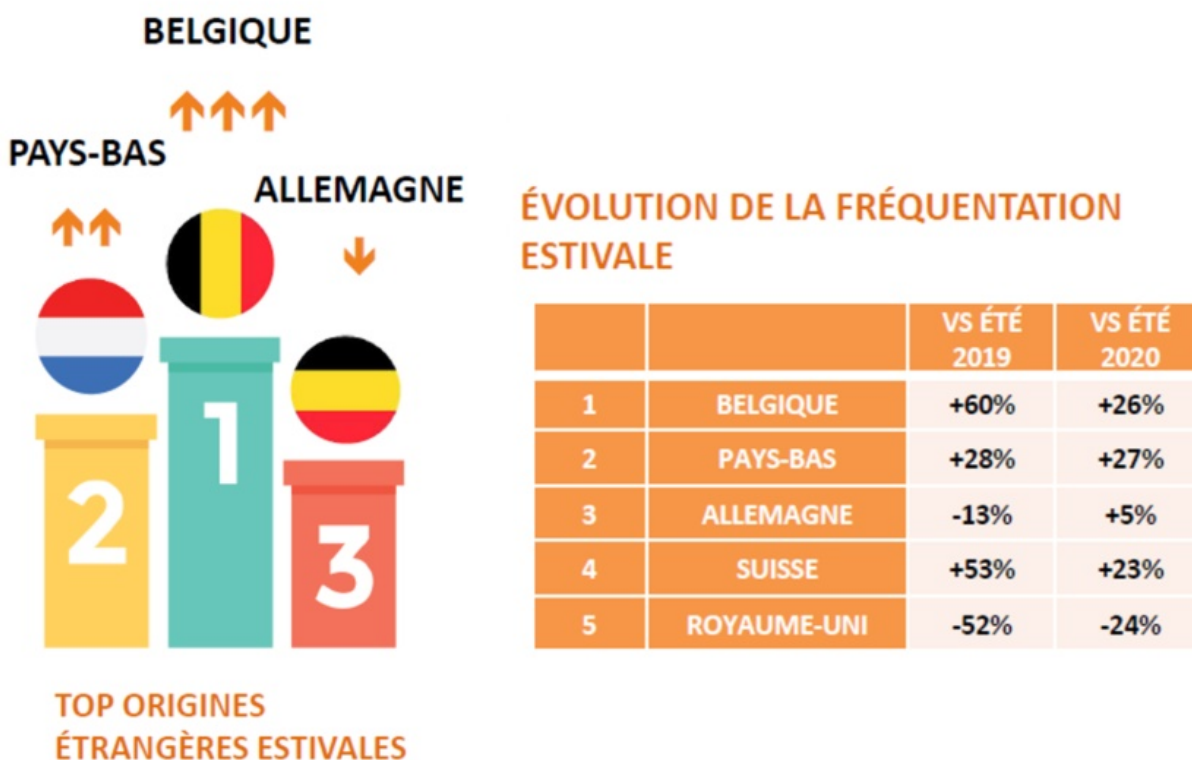 BELGIQUE
PAYS-BAS
ALLEMAGNE
2
1
3
TOP ORIGINES
ÉTRANGÈRES ESTIVALES
ÉVOLUTION DE LA FRÉQUENTATION
ESTIVALE
VS ÉTÉ 2019 VS ÉTÉ 2020
1 BELGIQUE +60% +26%
2 PAYS-BAS +28% +27%
3 ALLEMAGNE -13% +5%
4 SUISSE +53% +23%
5 ROYAUME-UNI -52% -24%